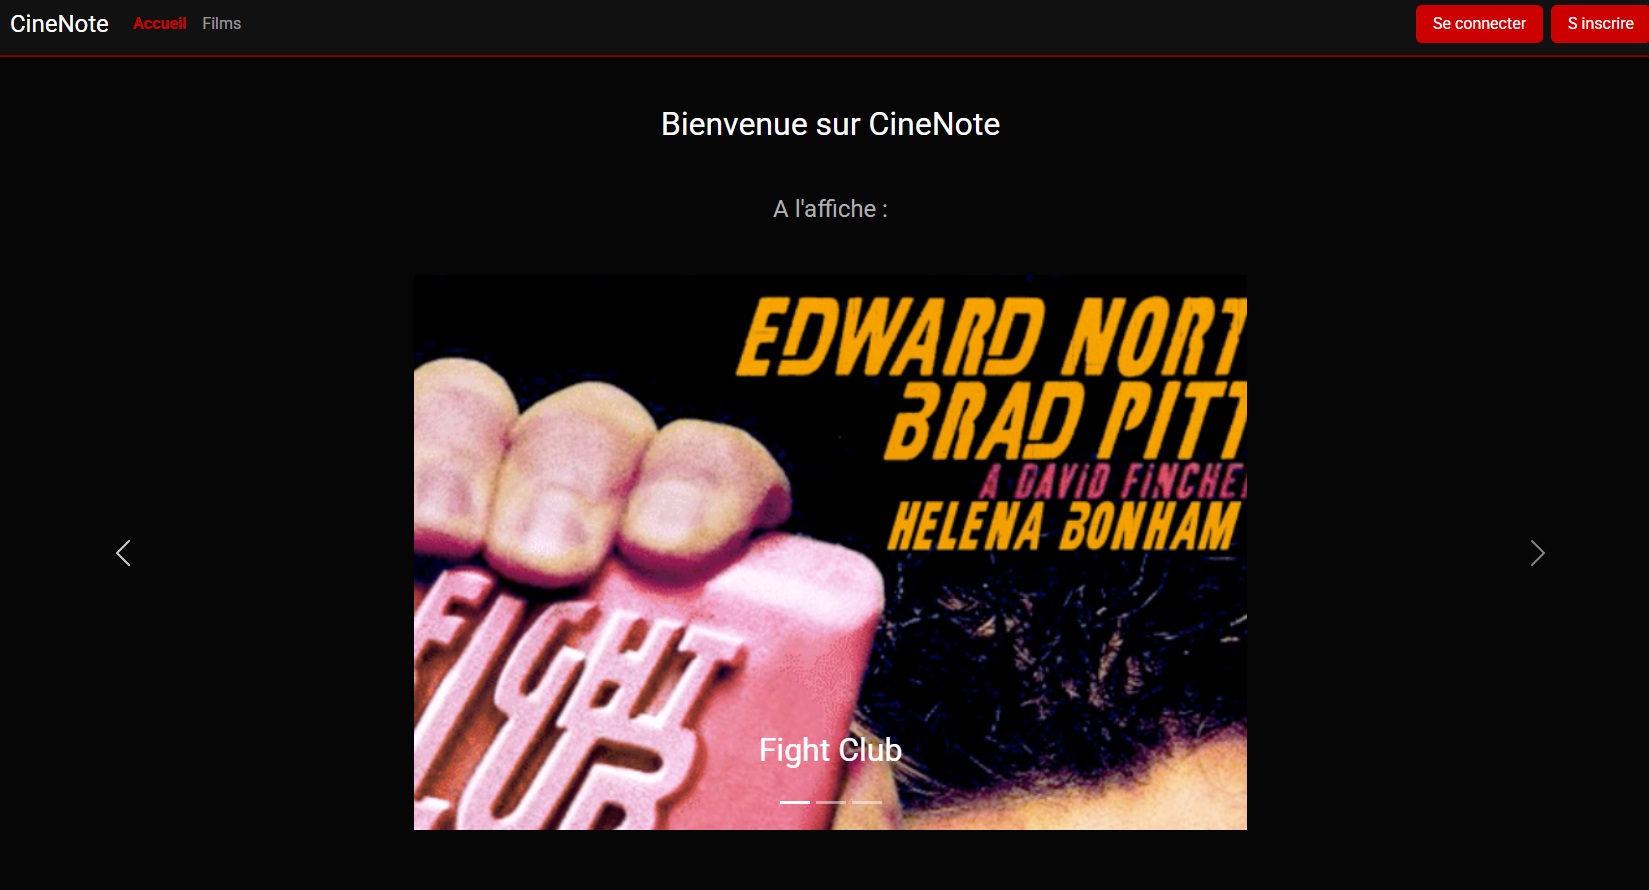 CineNote Accueil Films Se connecter S inscrire
Bienvenue sur CineNote
A l'affiche :
EDWARD NORT
BRAD PITT
A DAVID FINCHE
HELENA BONHAM
FIGHT
LUB
Fight Club